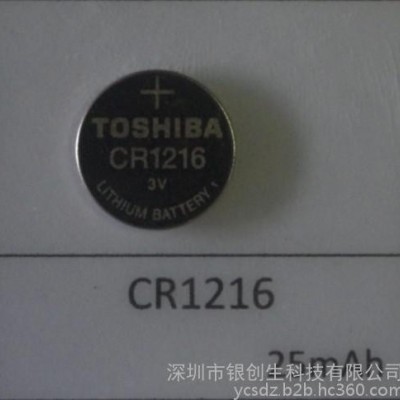 +
TOSHIBA
CR1216
3V
LITHIUM BATTERY 1
CR1216
25mAh
深圳市银创生科技有限公司
ycsdz.b2b.hc360.com